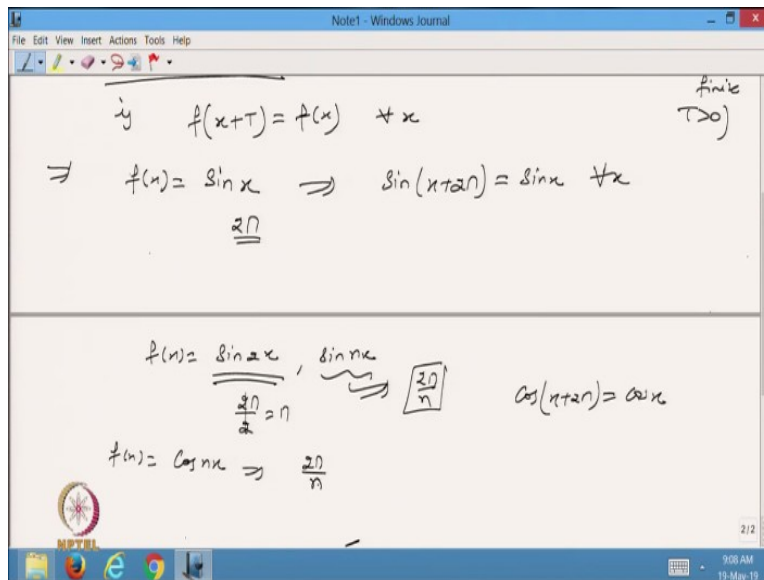 Note1 - Windows Journal
File Edit View Insert Actions Tools Help
finite
if f(x+T) = f(x) ∀ x T>0)
⇒ f(x) = Sin x ⇒ Sin(x+2π) = Sin x ∀x
2π
f(x) = Sin 2x , Sin nx ⇒ 2π/n Cos(x+2π) = cos x
2π/2 = π
f(x) = Cos nx ⇒ 2π/n
NPTEL
2/2
9:08 AM
19-May-19